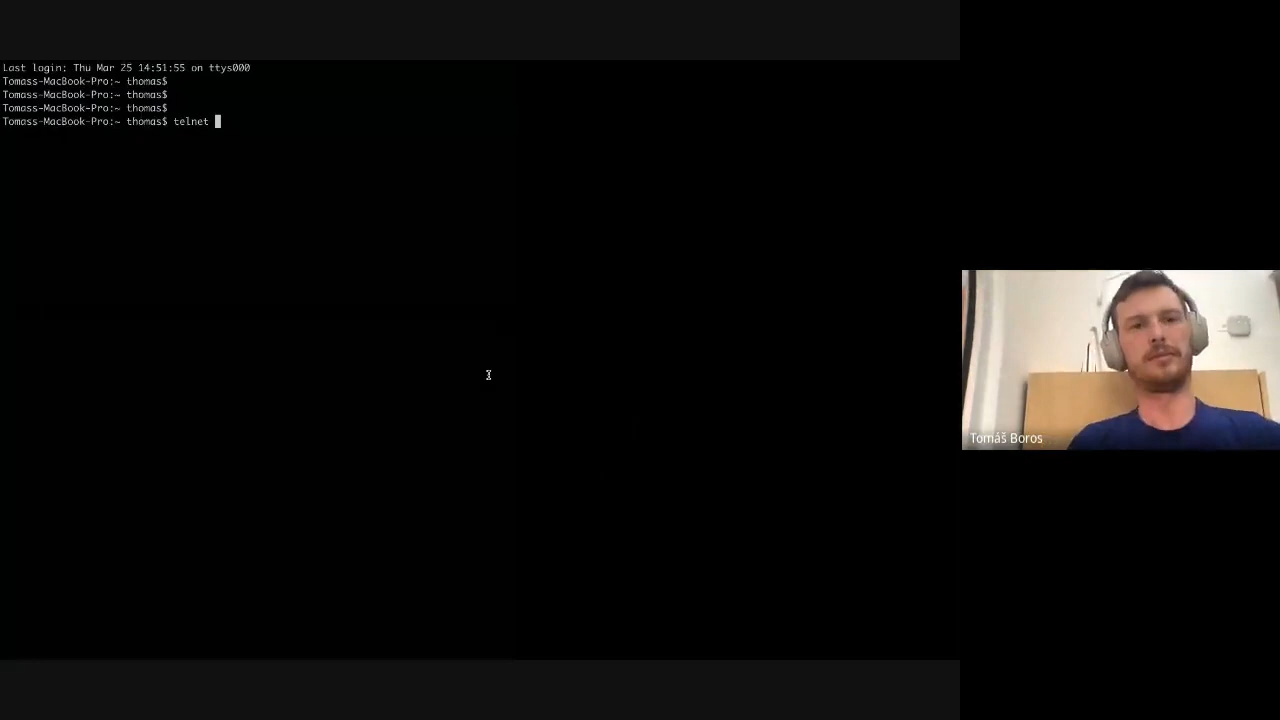 Last login: Thu Mar 25 14:51:55 on ttys000
Tomass-MacBook-Pro:~ thomas$
Tomass-MacBook-Pro:~ thomas$
Tomass-MacBook-Pro:~ thomas$
Tomass-MacBook-Pro:~ thomas$ telnet
Tomáš Boros